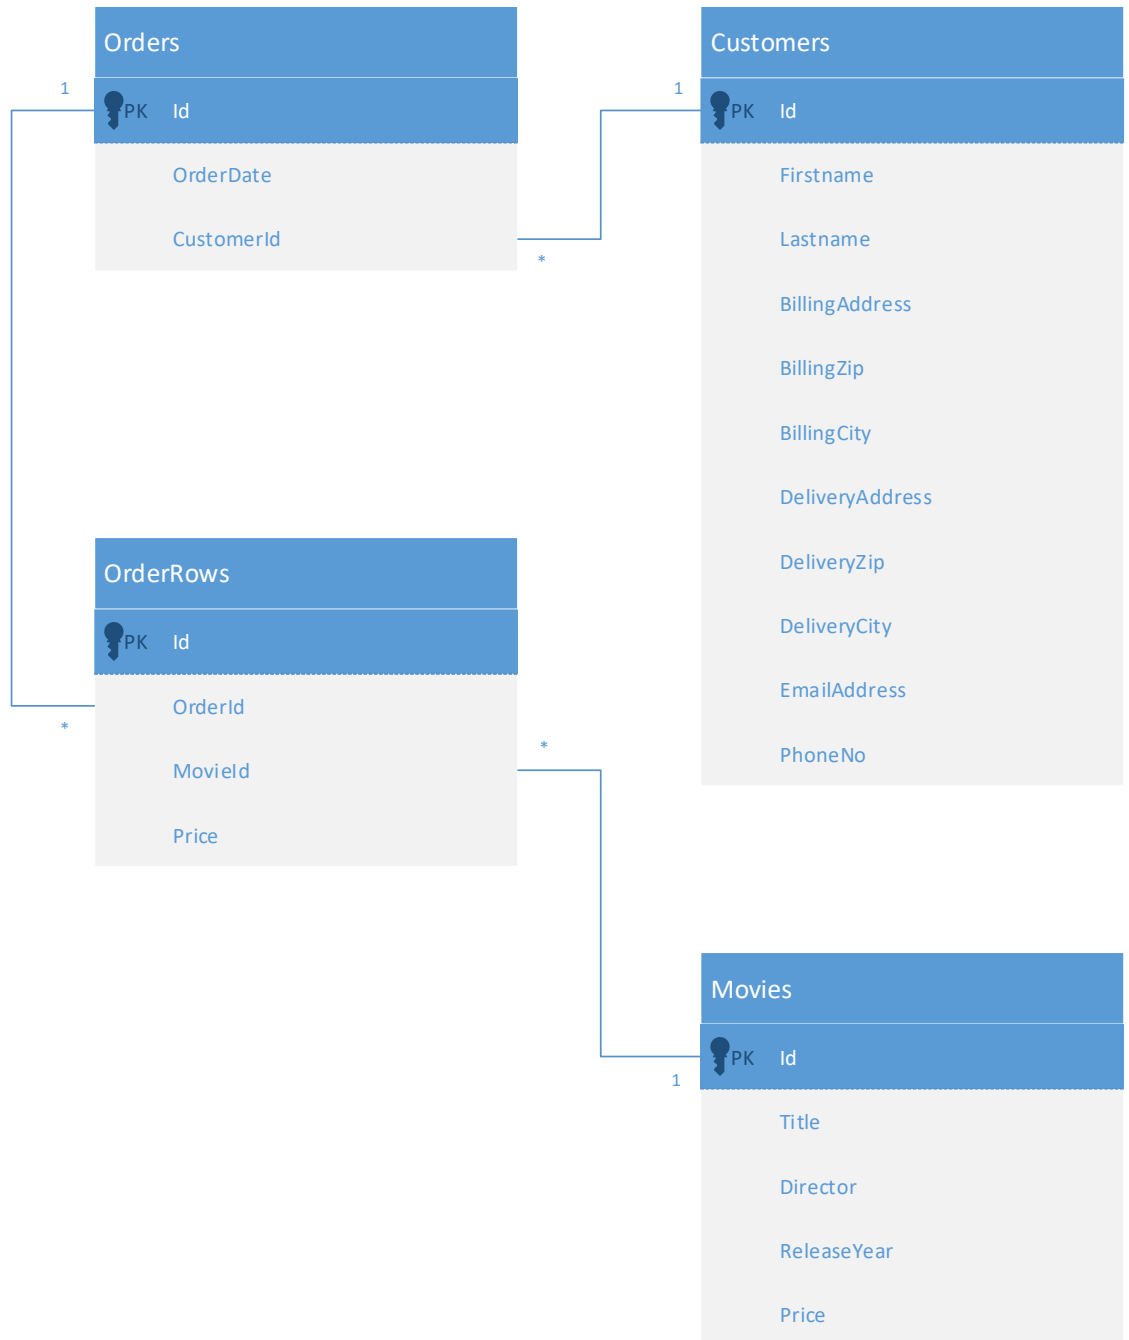 Orders
1
PK Id
OrderDate
CustomerId
*
Customers
1
PK Id
Firstname
Lastname
BillingAddress
BillingZip
BillingCity
DeliveryAddress
DeliveryZip
DeliveryCity
EmailAddress
PhoneNo
OrderRows
PK Id
OrderId
*
MovieId
*
Price
Movies
PK Id
1
Title
Director
ReleaseYear
Price